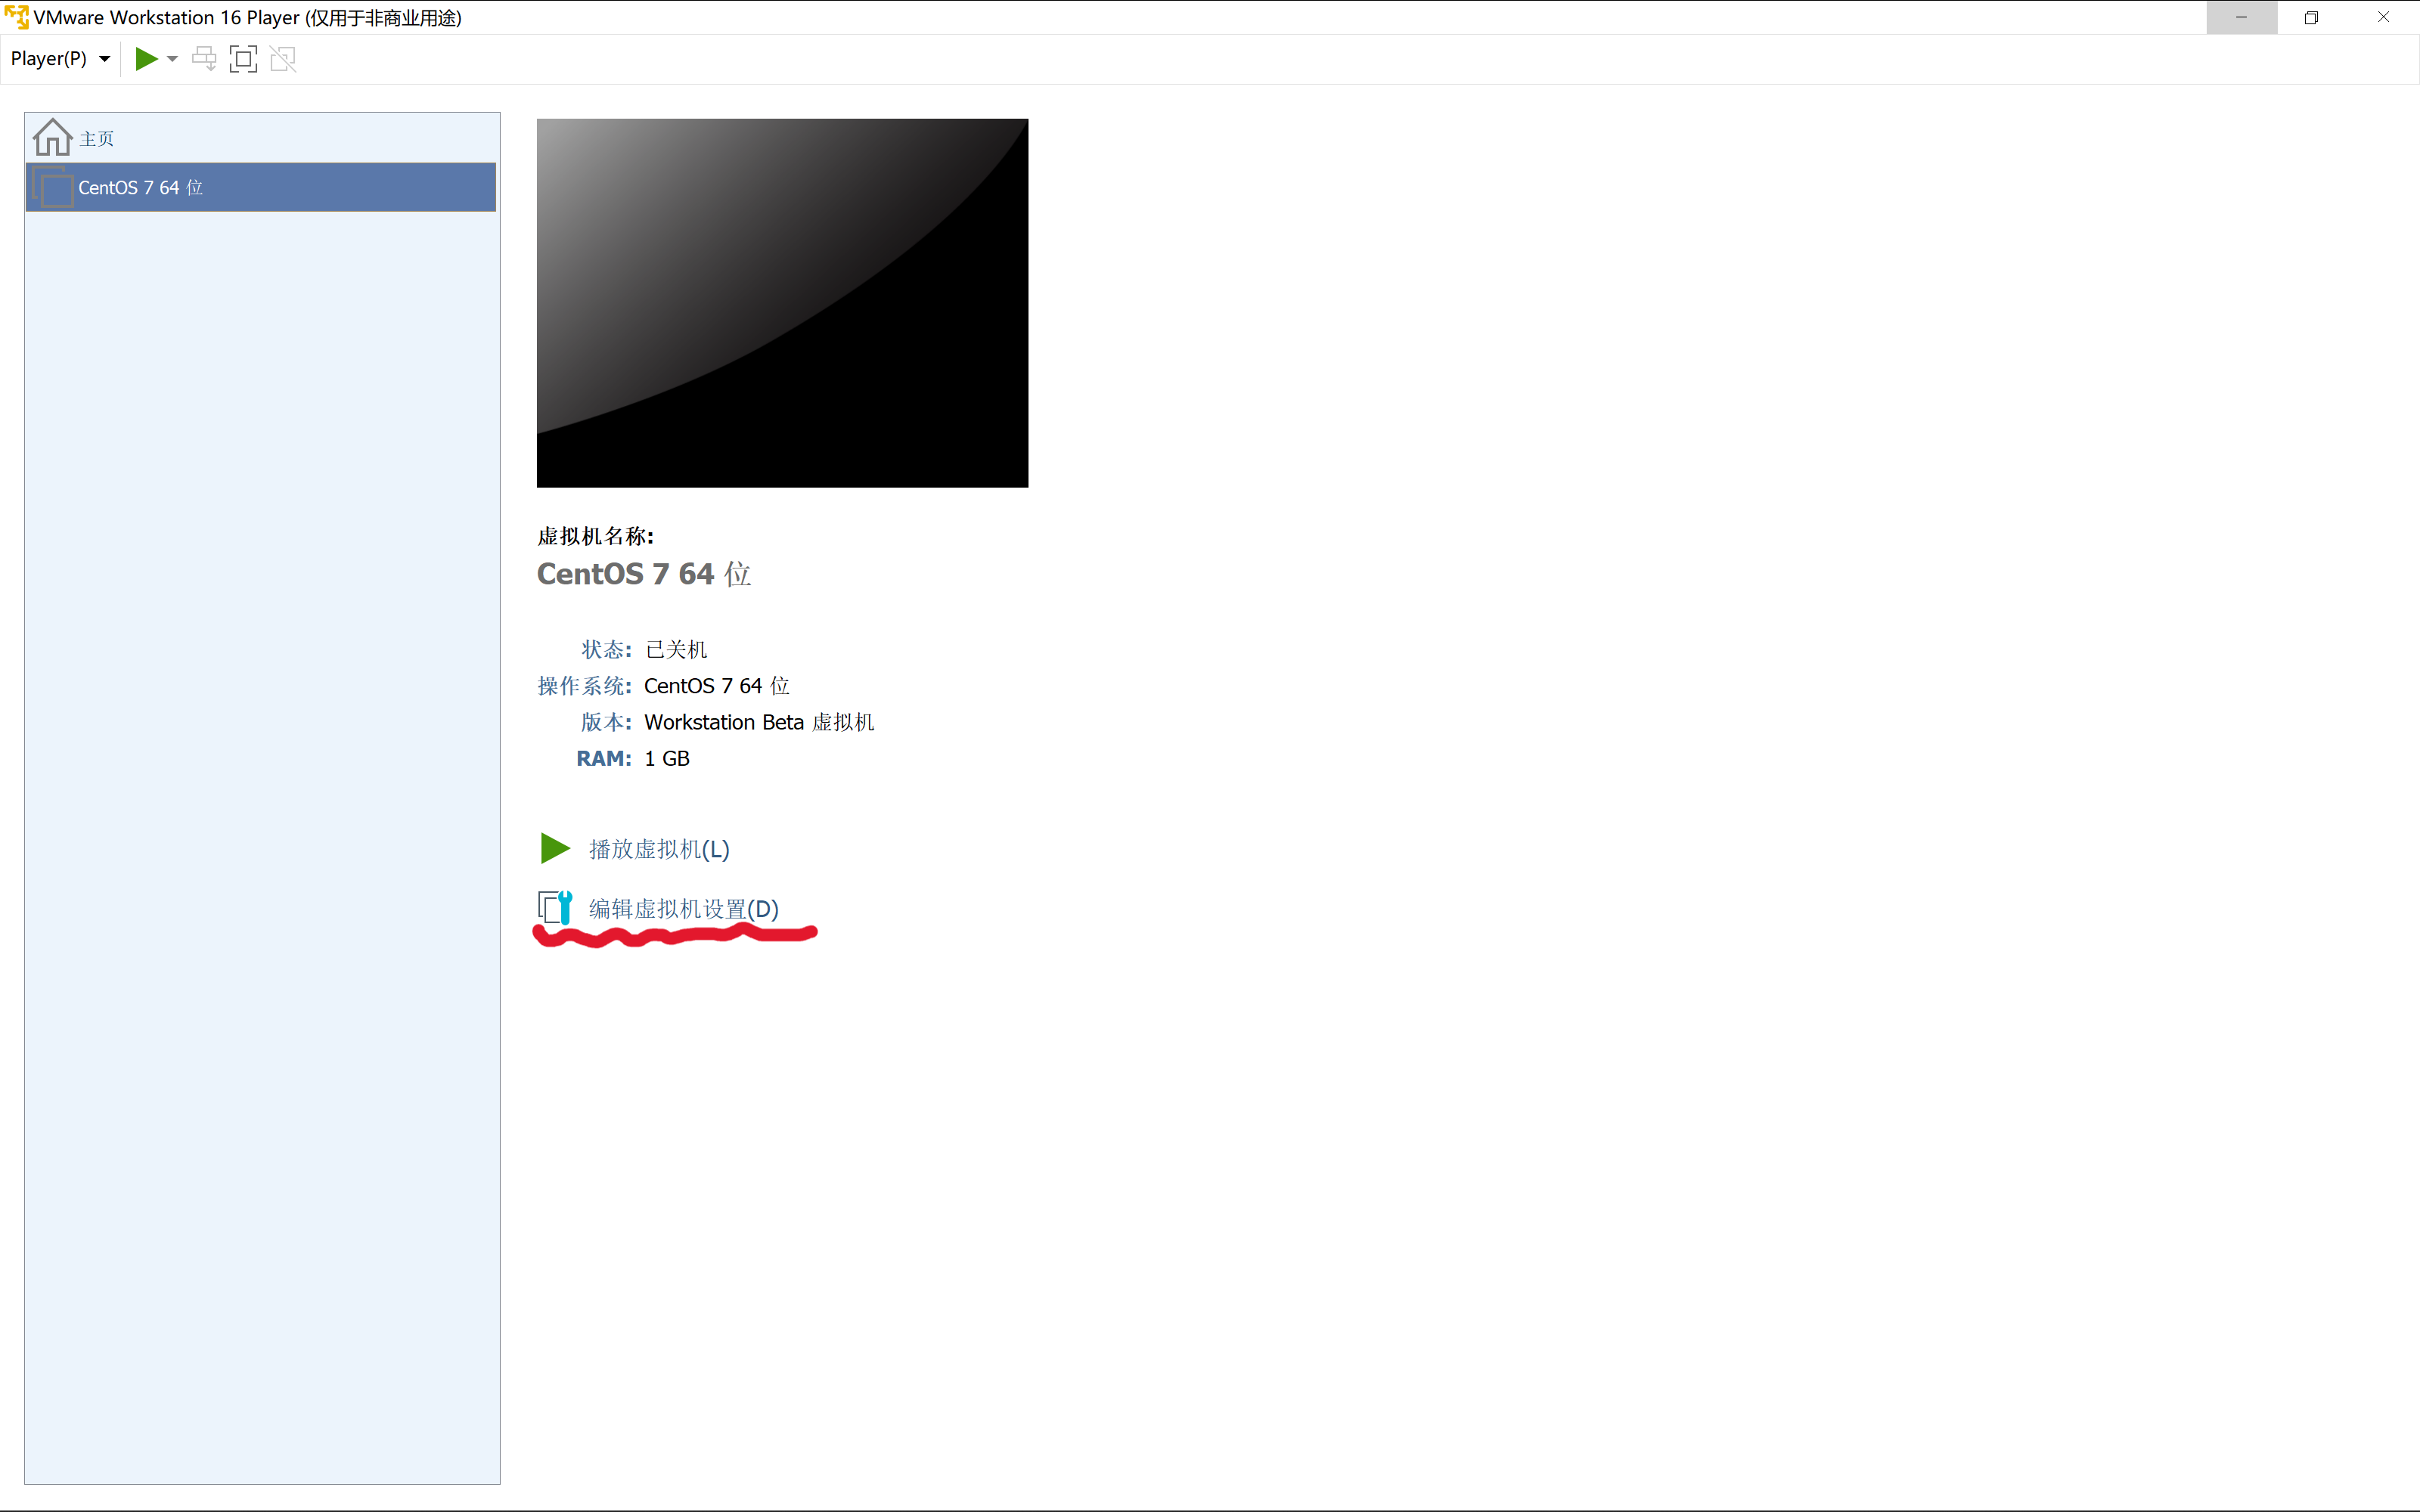 VMware Workstation 16 Player (仅用于非商业用途)
Player(P)
主页
CentOS 7 64 位
虚拟机名称:
CentOS 7 64 位
状态: 已关机
操作系统: CentOS 7 64 位
版本: Workstation Beta 虚拟机
RAM: 1 GB
播放虚拟机(L)
编辑虚拟机设置(D)